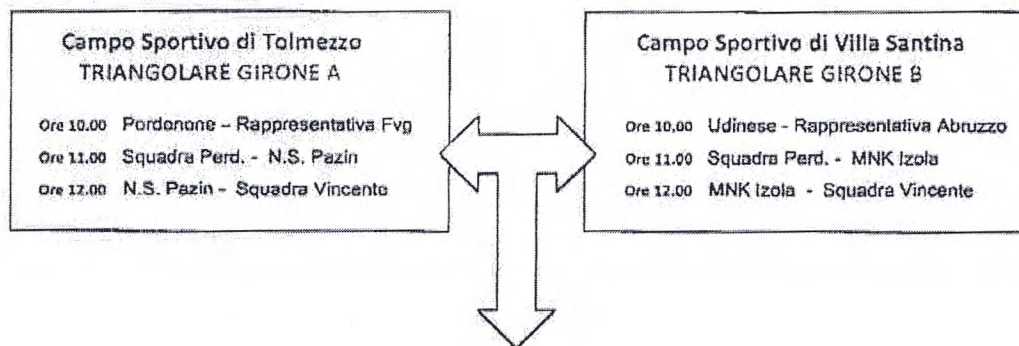 Campo Sportivo di Tolmezzo
TRIANGOLARE GIRONE A
Ore 10.00 Pordonone – Rappresentativa Fvg
Ore 11.00 Squadra Perd. - N.S. Pazin
Ore 12.00 N.S. Pazin – Squadra Vincente
Campo Sportivo di Villa Santina
TRIANGOLARE GIRONE B
Ore 10,00 Udinese - Rappresentativa Abruzzo
Ore 11.00 Squadra Perd. - MNK Izola
Ore 12.00 MNK Izola - Squadra Vincente